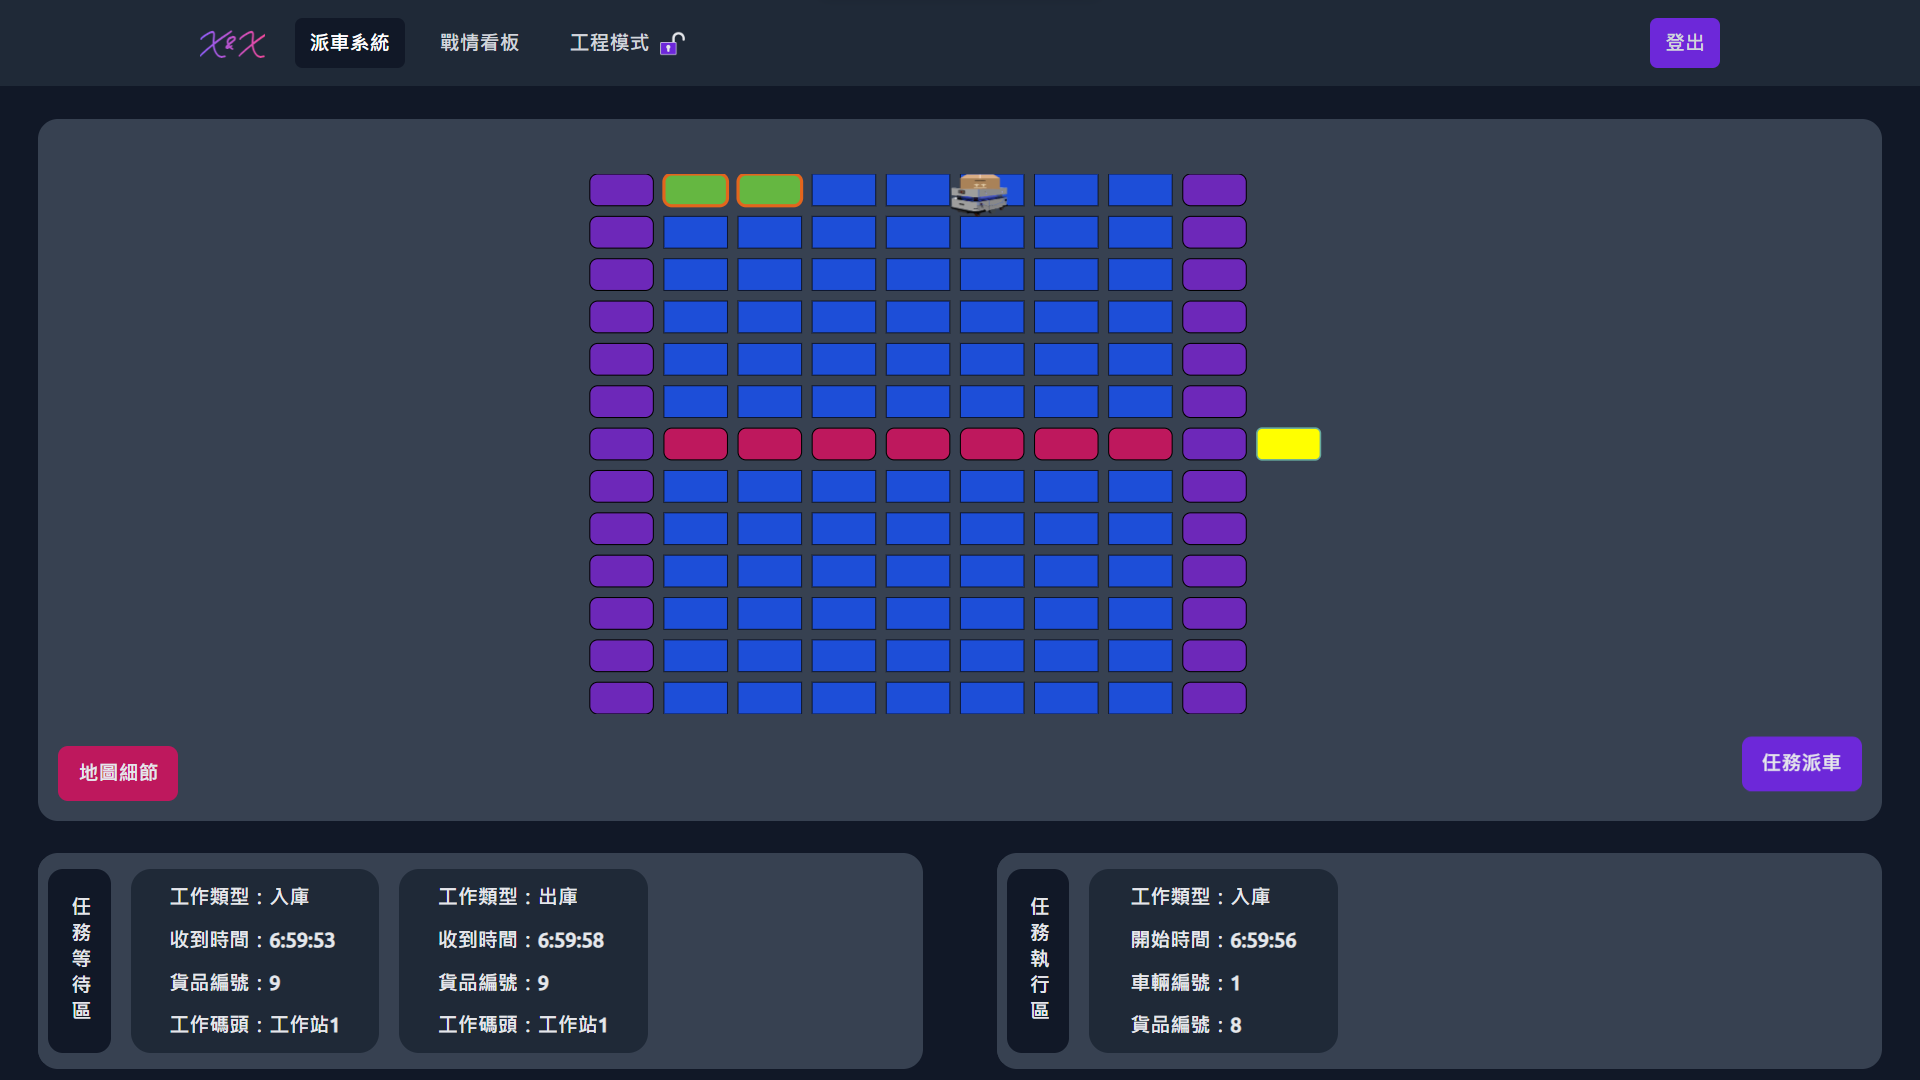 X&X
派車系統
戰情看板
工程模式
登出
地圖細節
任務派車
任務等待區
工作類型：入庫
收到時間：6:59:53
貨品編號：9
工作碼頭：工作站1
工作類型：出庫
收到時間：6:59:58
貨品編號：9
工作碼頭：工作站1
任務執行區
工作類型：入庫
開始時間：6:59:56
車輛編號：1
貨品編號：8